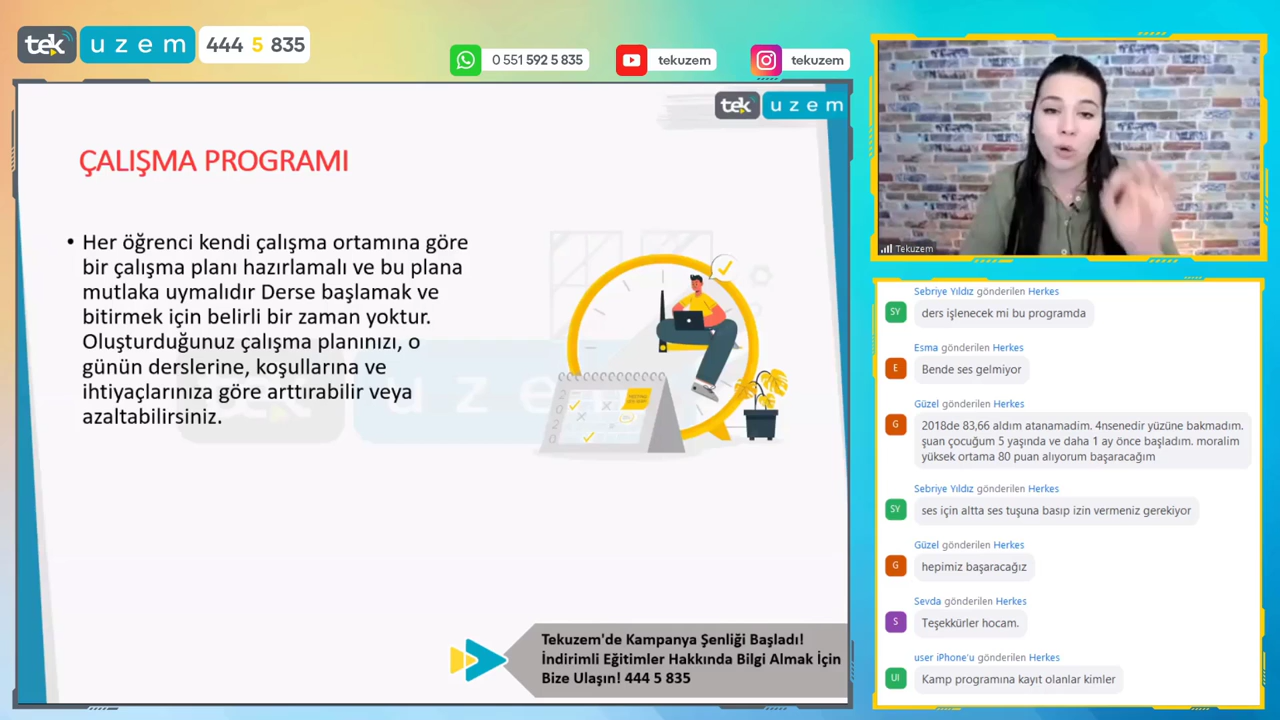 tek uzem 444 5 835
0 551 592 5 835
tekuzem
tekuzem
tek uzem
ÇALIŞMA PROGRAMI
• Her öğrenci kendi çalışma ortamına göre
bir çalışma planı hazırlamalı ve bu plana
mutlaka uymalıdır Derse başlamak ve
bitirmek için belirli bir zaman yoktur.
Oluşturduğunuz çalışma planınızı, o
günün derslerine, koşullarına ve
ihtiyaçlarınıza göre arttırabilir veya
azaltabilirsiniz.
Tekuzem'de Kampanya Şenliği Başladı!
İndirimli Eğitimler Hakkında Bilgi Almak İçin
Bize Ulaşın! 444 5 835
Tekuzem
Sebriye Yıldız gönderilen Herkes
SY
ders işlenecek mi bu programda
Esma gönderilen Herkes
E
Bende ses gelmiyor
Güzel gönderilen Herkes
G
2018de 83,66 aldım atanamadim. 4nsenedir yüzüne bakmadım.
şuan çocuğum 5 yaşında ve daha 1 ay önce başladım. moralim
yüksek ortama 80 puan alıyorum başaracağım
Sebriye Yıldız gönderilen Herkes
SY
ses için altta ses tuşuna basıp izin vermeniz gerekiyor
Güzel gönderilen Herkes
G
hepimiz başaracağız
Sevda gönderilen Herkes
S
Teşekkürler hocam.
user iPhone'u gönderilen Herkes
UI
Kamp programına kayıt olanlar kimler